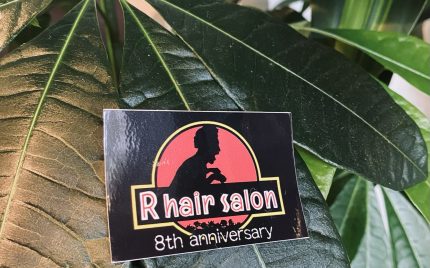 R hair salon
8th anniversary